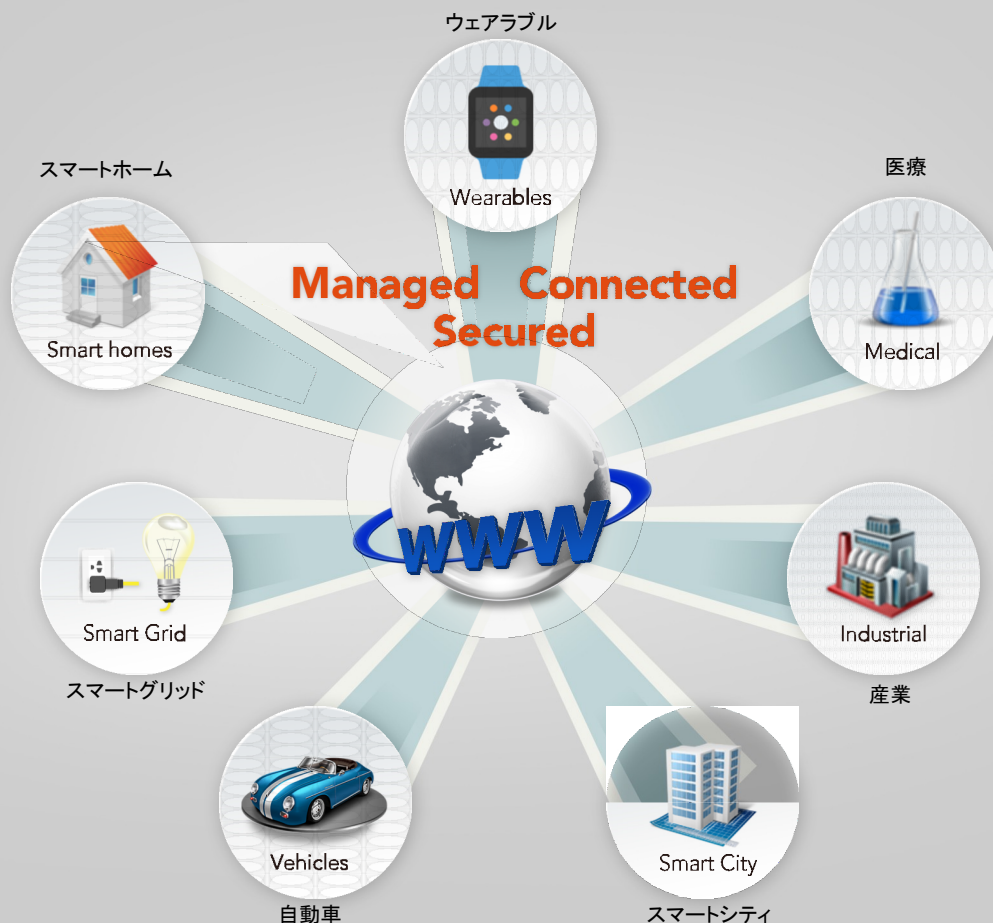 ウェアラブル
Wearables
スマートホーム
Smart homes
医療
Medical
Managed Connected
Secured
www
Smart Grid
スマートグリッド
Industrial
産業
Vehicles
自動車
Smart City
スマートシティ